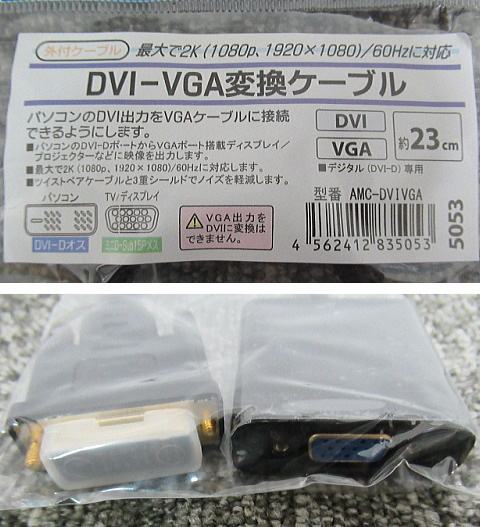 外付ケーブル 最大で2K(1080p、1920×1080)/60Hzに対応
DVI-VGA変換ケーブル
パソコンのDVI出力をVGAケーブルに接続
できるようにします。
■パソコンのDVI-DポートからVGAポート搭載ディスプレイ/
プロジェクターなどに映像を出力します。
■最大で2K(1080p、1920×1080)/60Hzに対応します。
■ツイストペアケーブルと3重シールドでノイズを軽減します。
DVI
VGA
約23cm
■デジタル(DVI-D)専用
型番 AMC-DVIVGA
パソコン
DVI-Dオス
TV/ディスプレイ
ミニD-Sub15Pメス
VGA出力を
DVIに変換は
できません。
4 562412 835053
5053